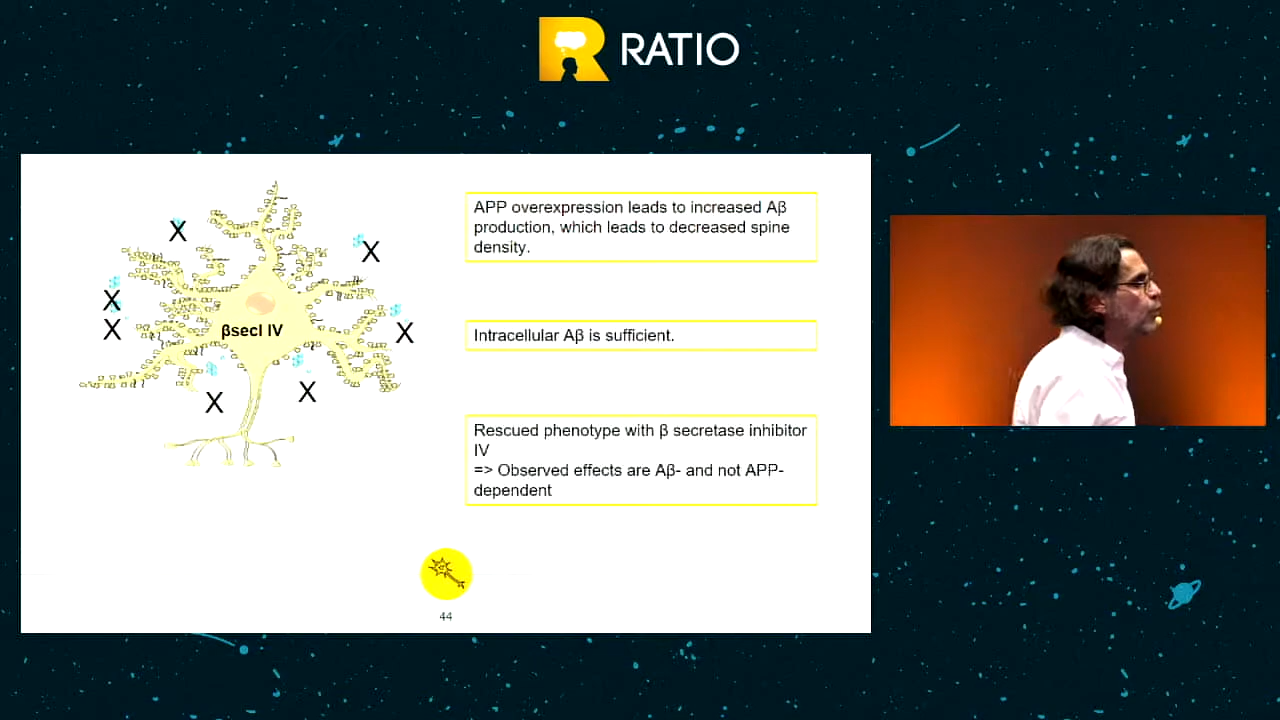 RATIO
APP overexpression leads to increased Aβ
production, which leads to decreased spine
density.
Intracellular Aβ is sufficient.
Rescued phenotype with β secretase inhibitor
IV
=> Observed effects are Aβ- and not APP-
dependent
X
X
X
X
X
X
X
βsecI IV
44